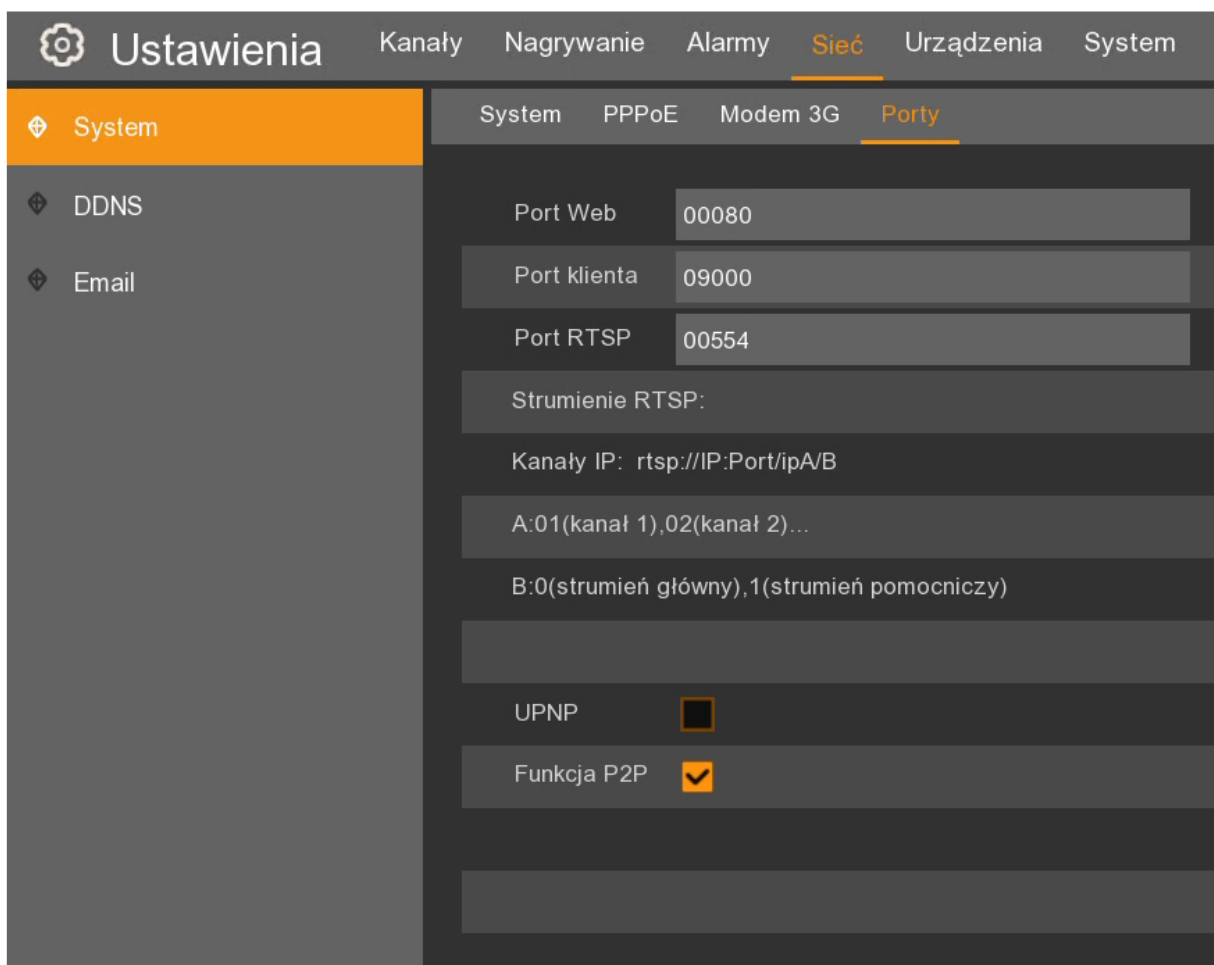 Ustawienia Kanały Nagrywanie Alarmy Sieć Urządzenia System
System PPPoE Modem 3G Porty
System
DDNS
Email
Port Web 00080
Port klienta 09000
Port RTSP 00554
Strumienie RTSP:
Kanały IP: rtsp://IP:Port/ipA/B
A:01(kanał 1),02(kanał 2)...
B:0(strumień główny),1(strumień pomocniczy)
UPNP
Funkcja P2P